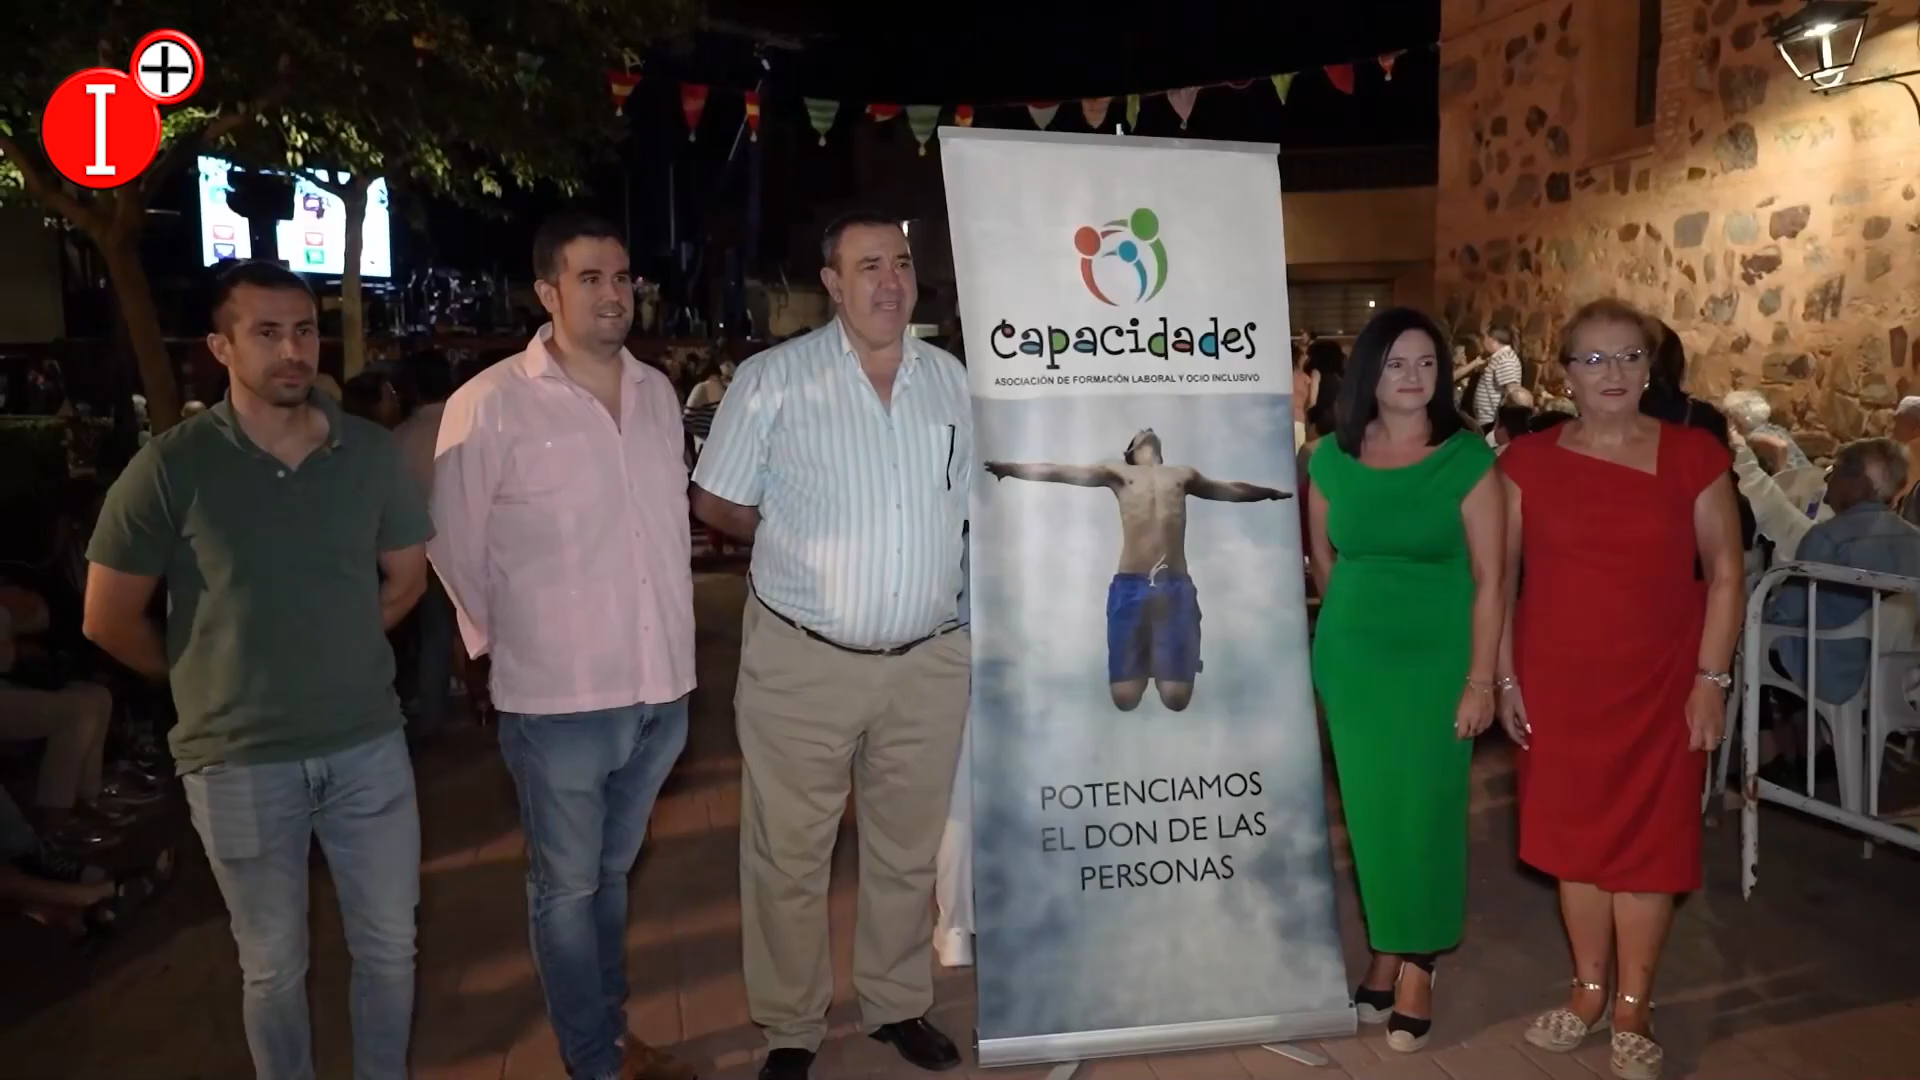 I
Capacidades
ASOCIACIÓN DE FORMACIÓN LABORAL Y OCIO INCLUSIVO
POTENCIAMOS
EL DON DE LAS
PERSONAS